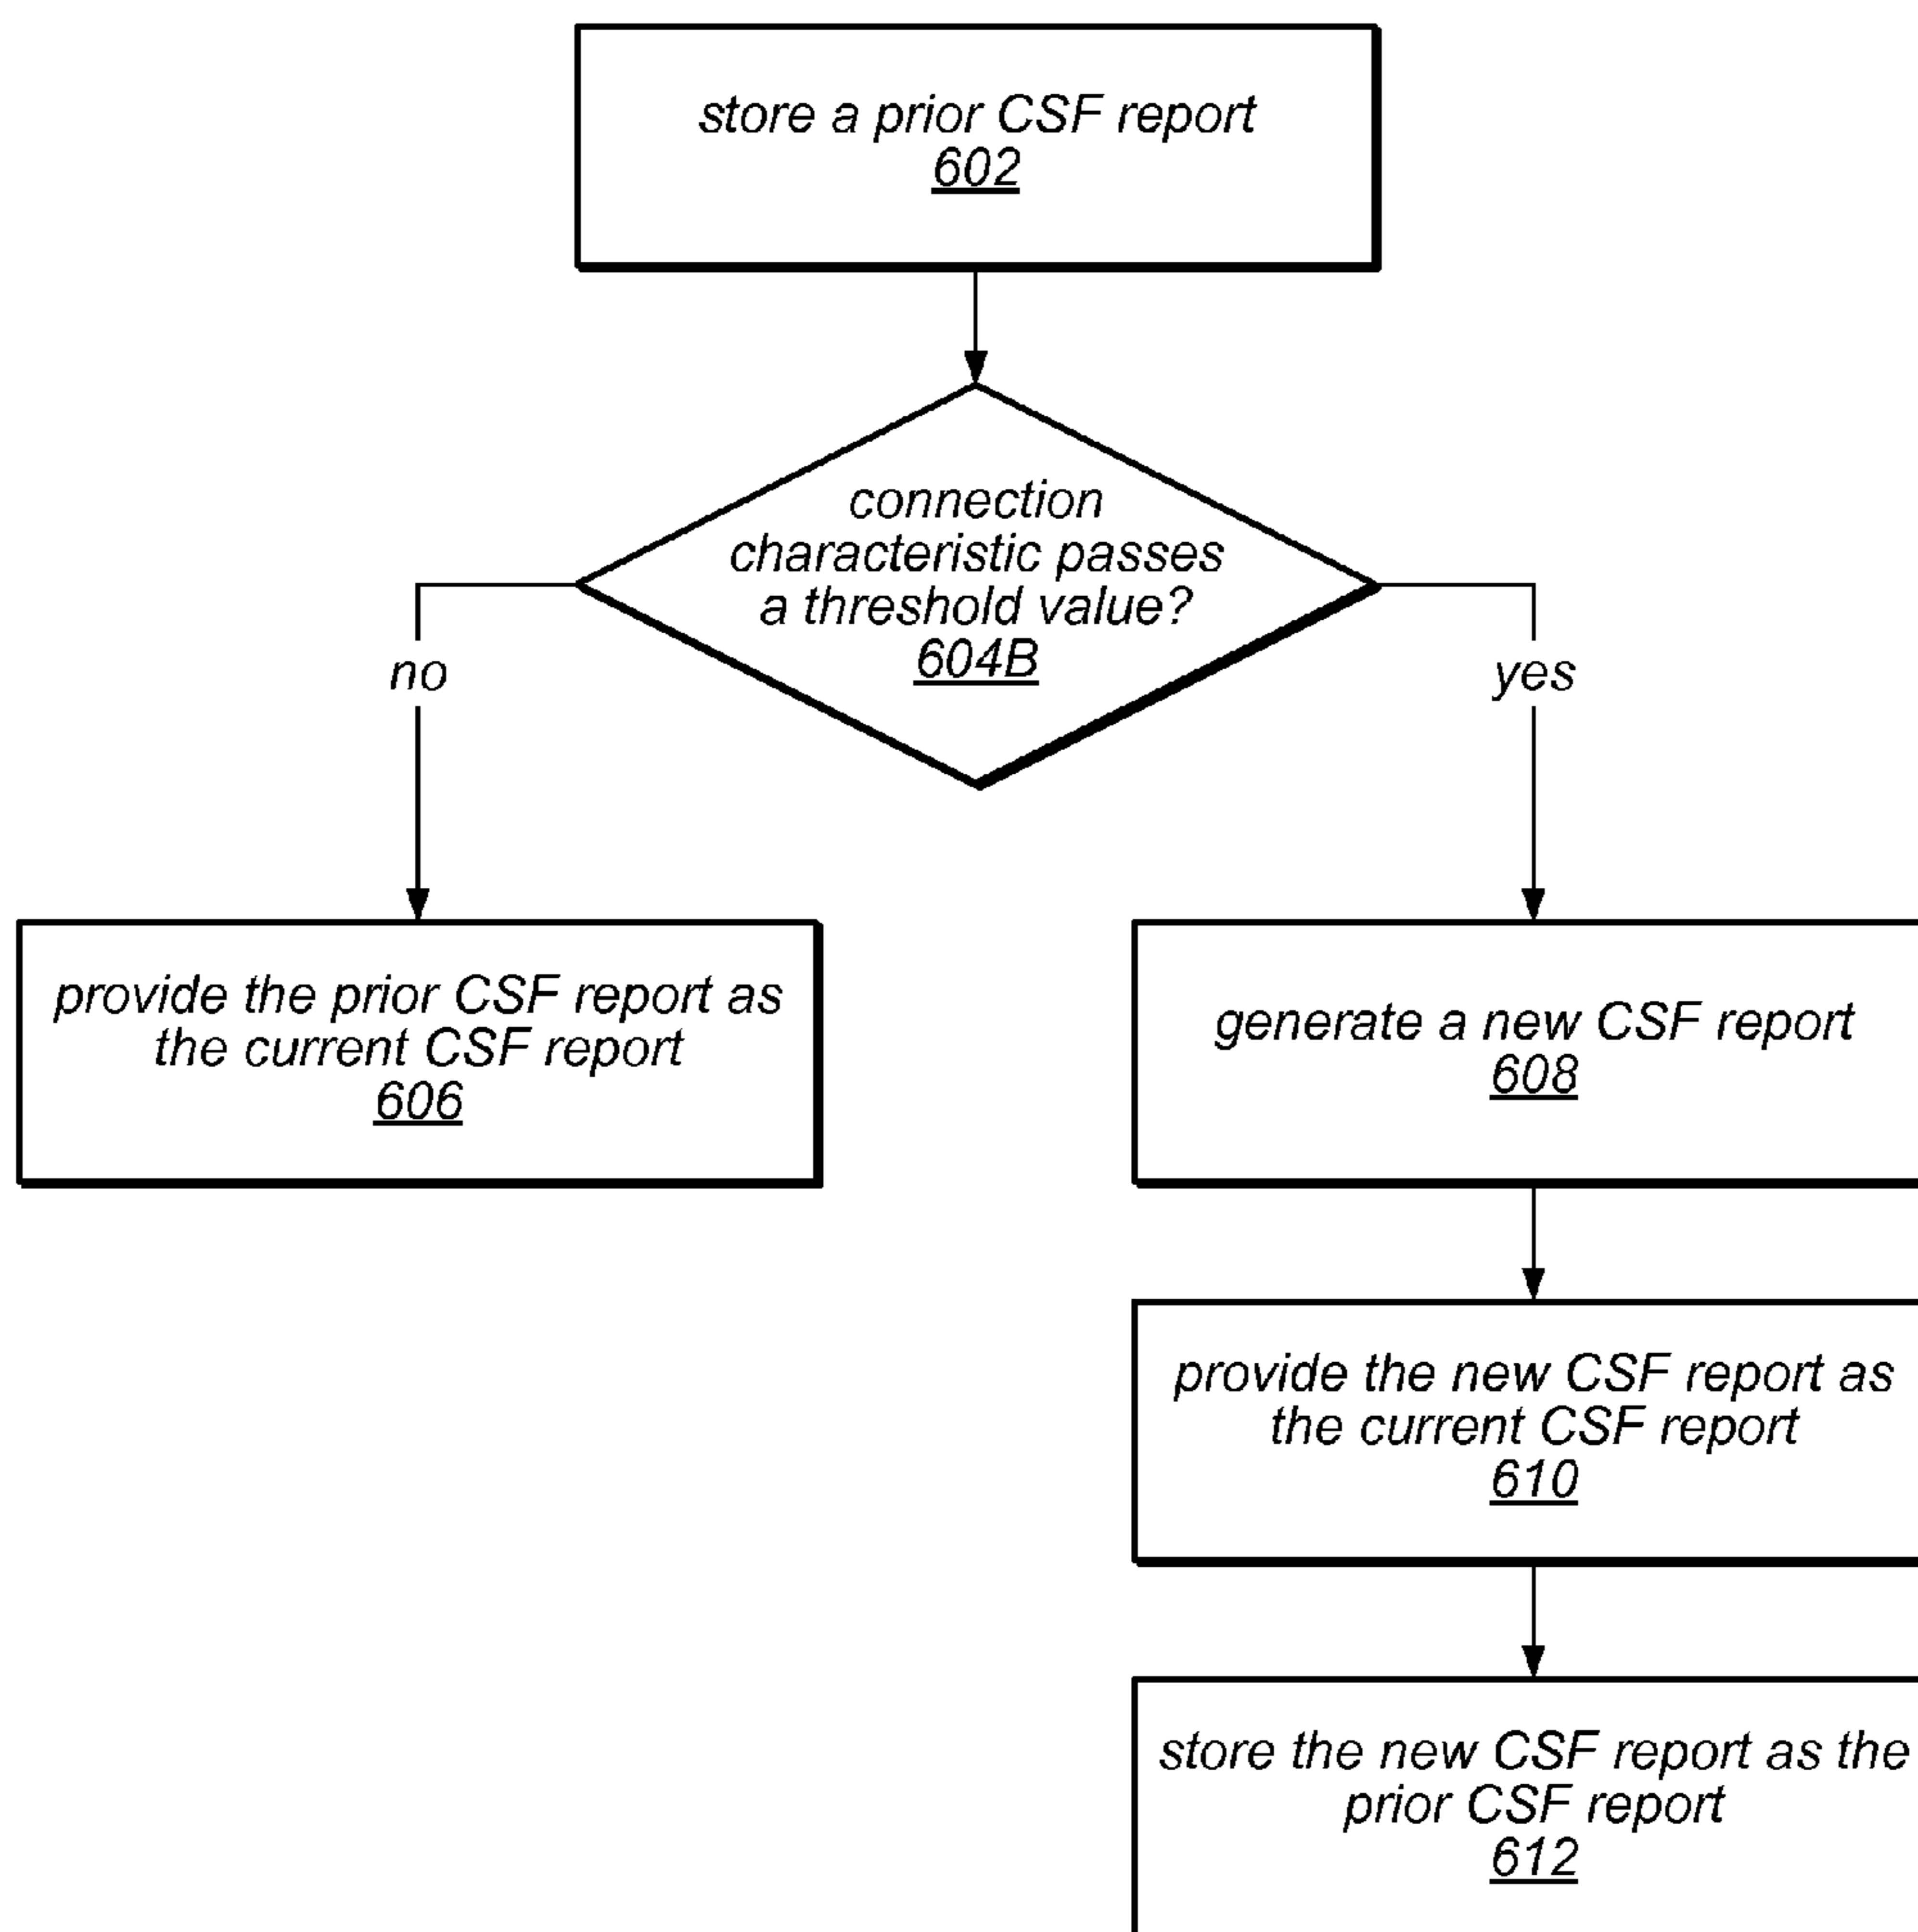 store a prior CSF report
602
connection
characteristic passes
a threshold value?
604B
no
yes
provide the prior CSF report as
the current CSF report
606
generate a new CSF report
608
provide the new CSF report as
the current CSF report
610
store the new CSF report as the
prior CSF report
612